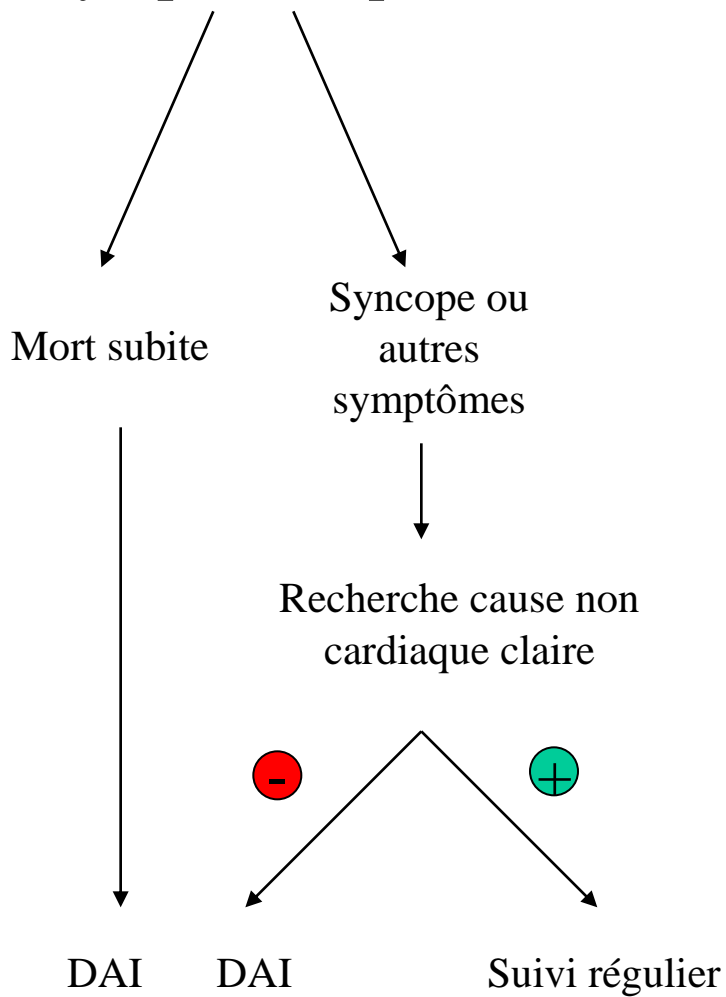 Mort subite
Syncope ou
autres
symptômes
Recherche cause non
cardiaque claire
-
+
DAI
DAI
Suivi régulier